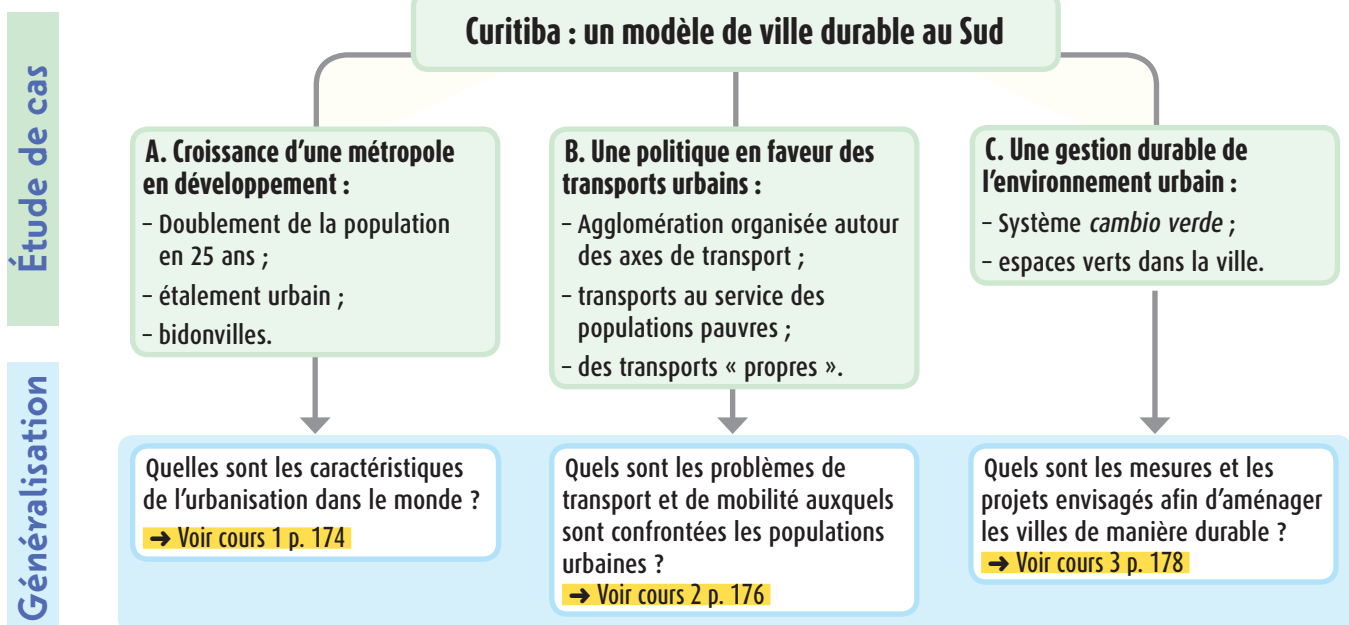 Curitiba : un modèle de ville durable au Sud
Étude de cas
A. Croissance d'une métropole
en développement :
– Doublement de la population
en 25 ans ;
– étalement urbain ;
– bidonvilles.
B. Une politique en faveur des
transports urbains :
– Agglomération organisée autour
des axes de transport ;
– transports au service des
populations pauvres ;
– des transports « propres ».
C. Une gestion durable de
l'environnement urbain :
– Système cambio verde ;
– espaces verts dans la ville.
Généralisation
Quelles sont les caractéristiques
de l'urbanisation dans le monde ?
➜ Voir cours 1 p. 174
Quels sont les problèmes de
transport et de mobilité auxquels
sont confrontées les populations
urbaines ?
➜ Voir cours 2 p. 176
Quels sont les mesures et les
projets envisagés afin d'aménager
les villes de manière durable ?
➜ Voir cours 3 p. 178